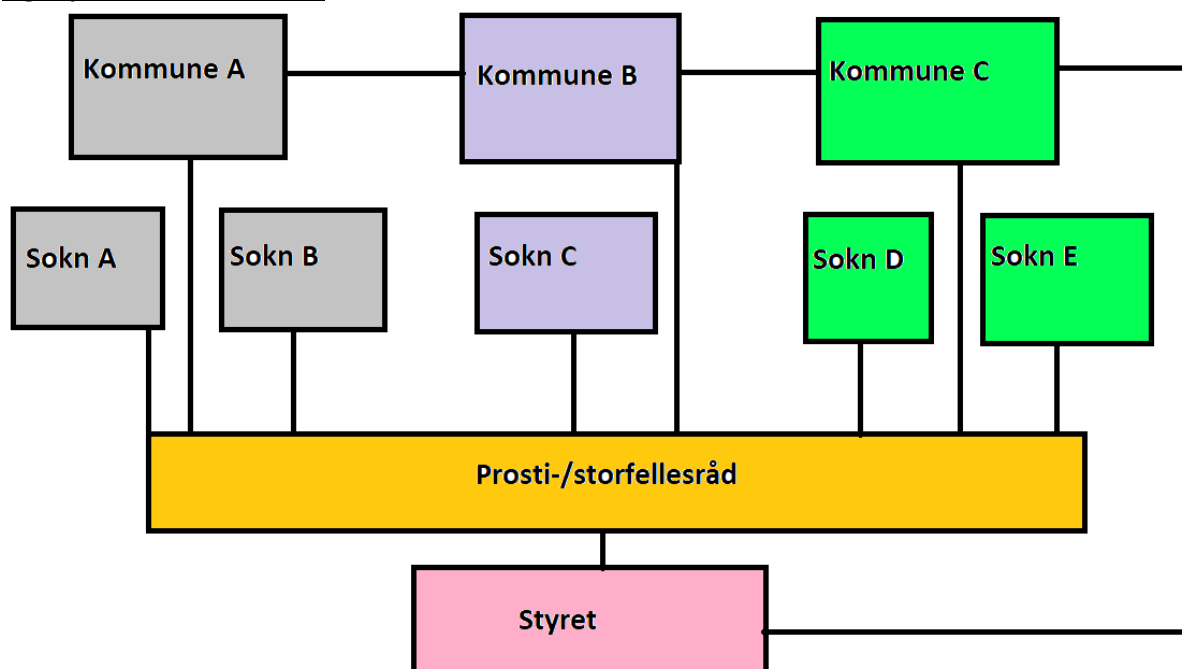 Kommune A
Kommune B
Kommune C
Sokn A
Sokn B
Sokn C
Sokn D
Sokn E
Prosti-/storfellesråd
Styret